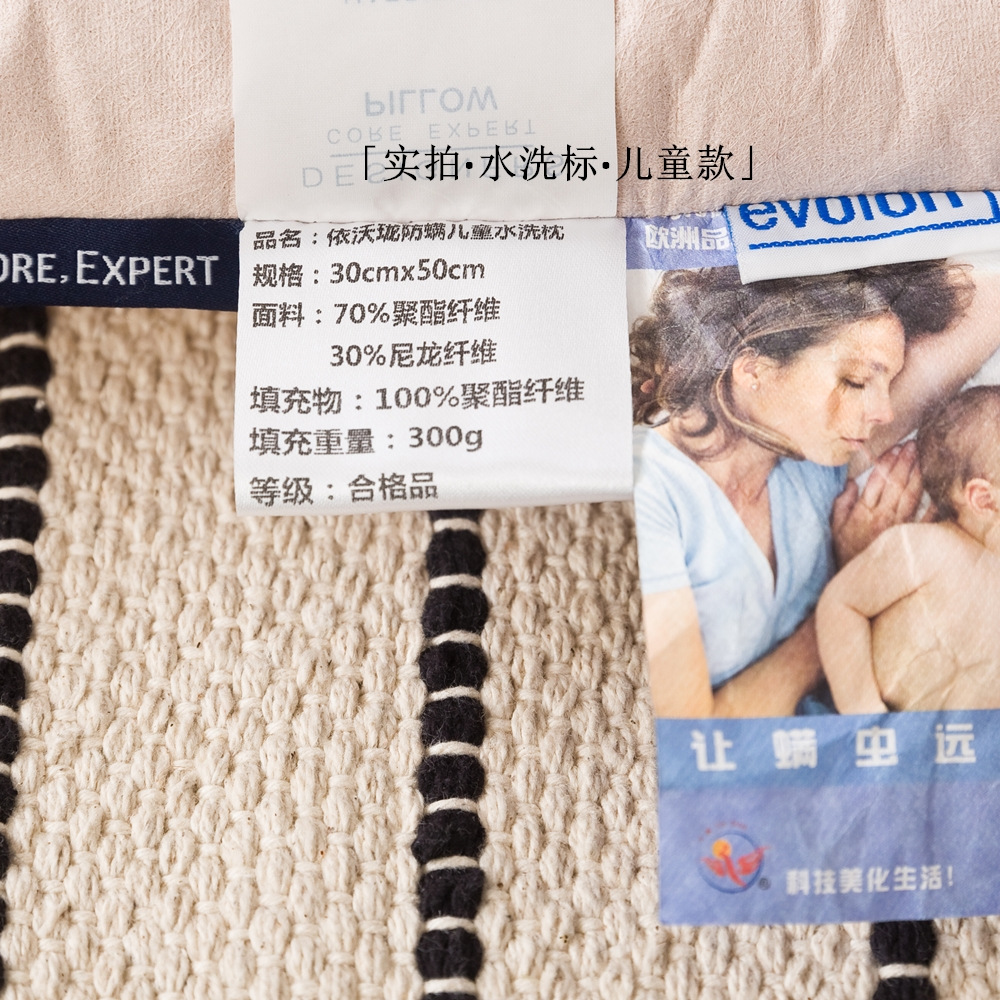 PILLOW
CORE EXPERT
「实拍·水洗标·儿童款」
ORE, EXPERT
品名：依沃珑防螨儿童水洗枕
规格：30cmx50cm
面料：70%聚酯纤维
30%尼龙纤维
填充物：100%聚酯纤维
填充重量：300g
等级：合格品
欧洲品
evolon
让螨虫远
科技美化生活！
®